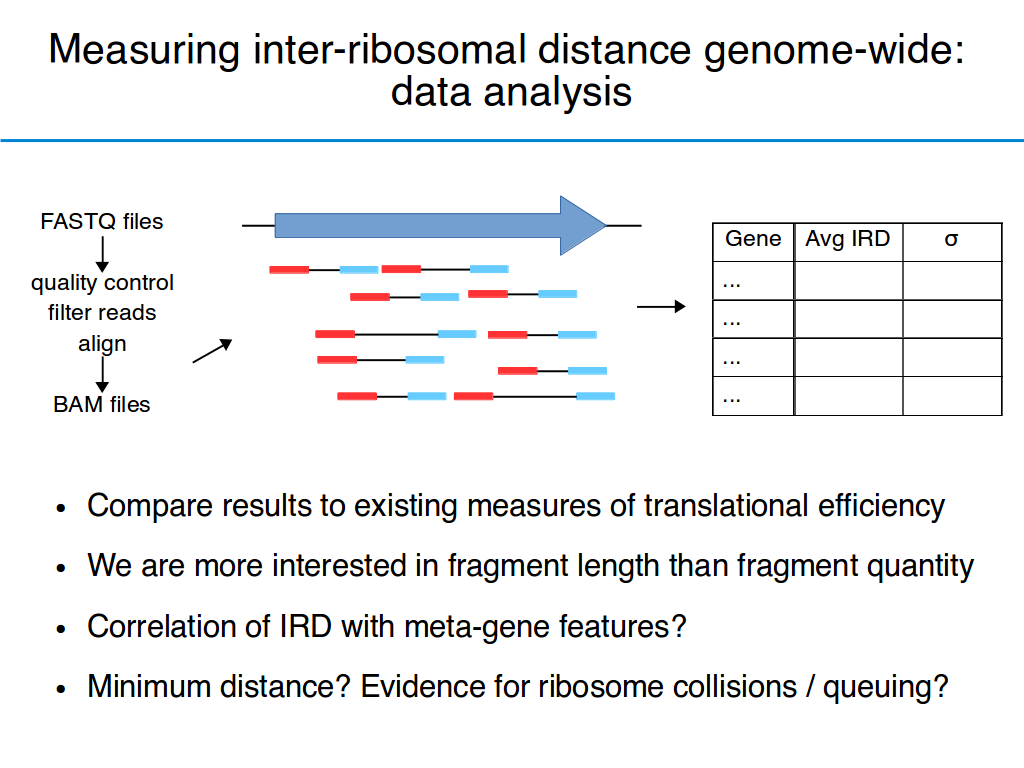 Measuring inter-ribosomal distance genome-wide:
data analysis
FASTQ files
quality control
filter reads
align
BAM files
Gene Avg IRD σ
...
...
...
...
• Compare results to existing measures of translational efficiency
• We are more interested in fragment length than fragment quantity
• Correlation of IRD with meta-gene features?
• Minimum distance? Evidence for ribosome collisions / queuing?